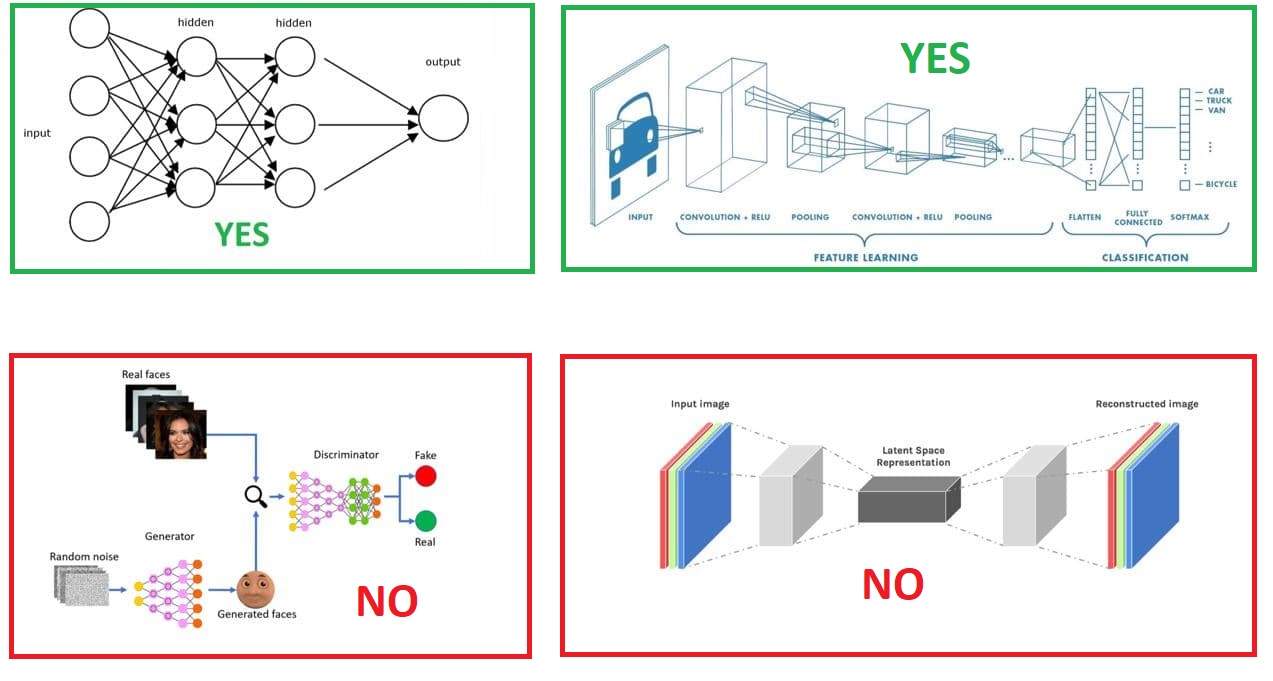 hidden
hidden
output
input
YES
YES
CAR
TRUCK
VAN
BICYCLE
INPUT
CONVOLUTION + RELU
POOLING
CONVOLUTION + RELU
POOLING
FLATTEN
FULLY
CONNECTED
SOFTMAX
FEATURE LEARNING
CLASSIFICATION
Real faces
Discriminator
Fake
Real
Generator
Random noise
Generated faces
NO
Input image
Reconstructed image
Latent Space
Representation
NO